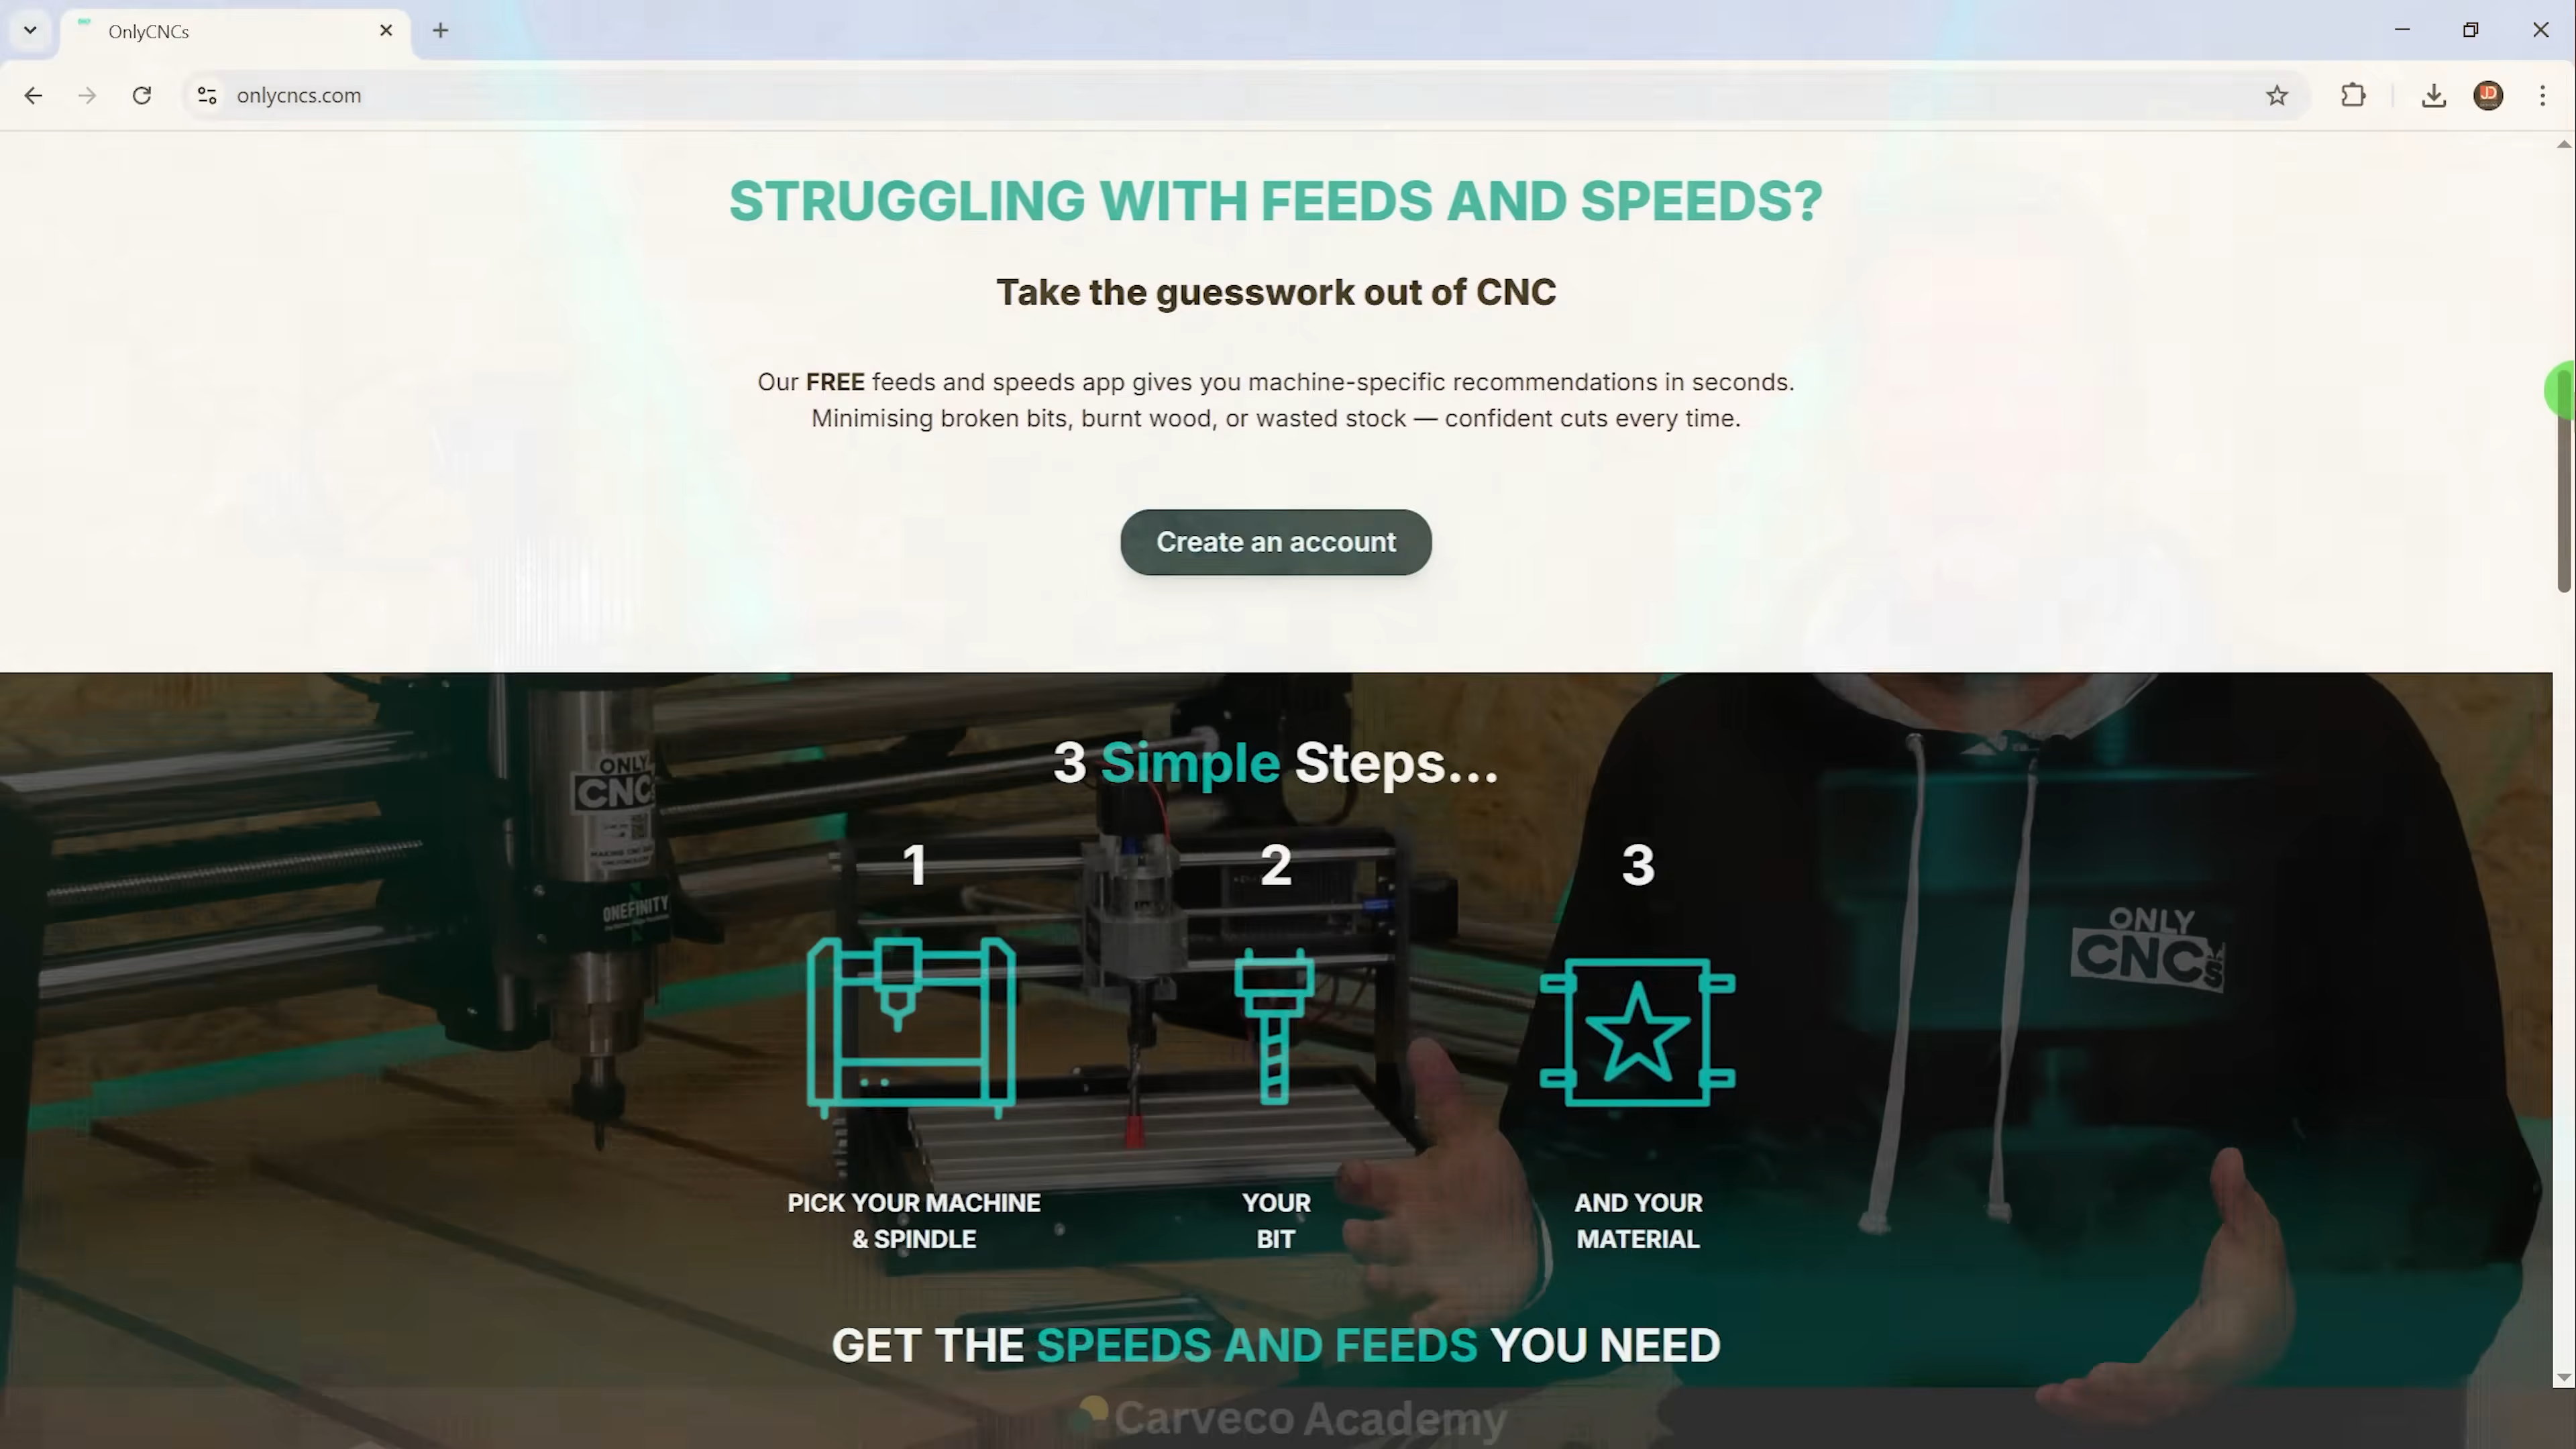 OnlyCNCs
onlycncs.com
JD
STRUGGLING WITH FEEDS AND SPEEDS?
Take the guesswork out of CNC
Our FREE feeds and speeds app gives you machine-specific recommendations in seconds.
Minimising broken bits, burnt wood, or wasted stock — confident cuts every time.
Create an account
3 Simple Steps...
ONLY
CNC
ONEFINITY
1
2
3
ONLY
CNCs
PICK YOUR MACHINE
& SPINDLE
YOUR
BIT
AND YOUR
MATERIAL
GET THE SPEEDS AND FEEDS YOU NEED
Carveco Academy